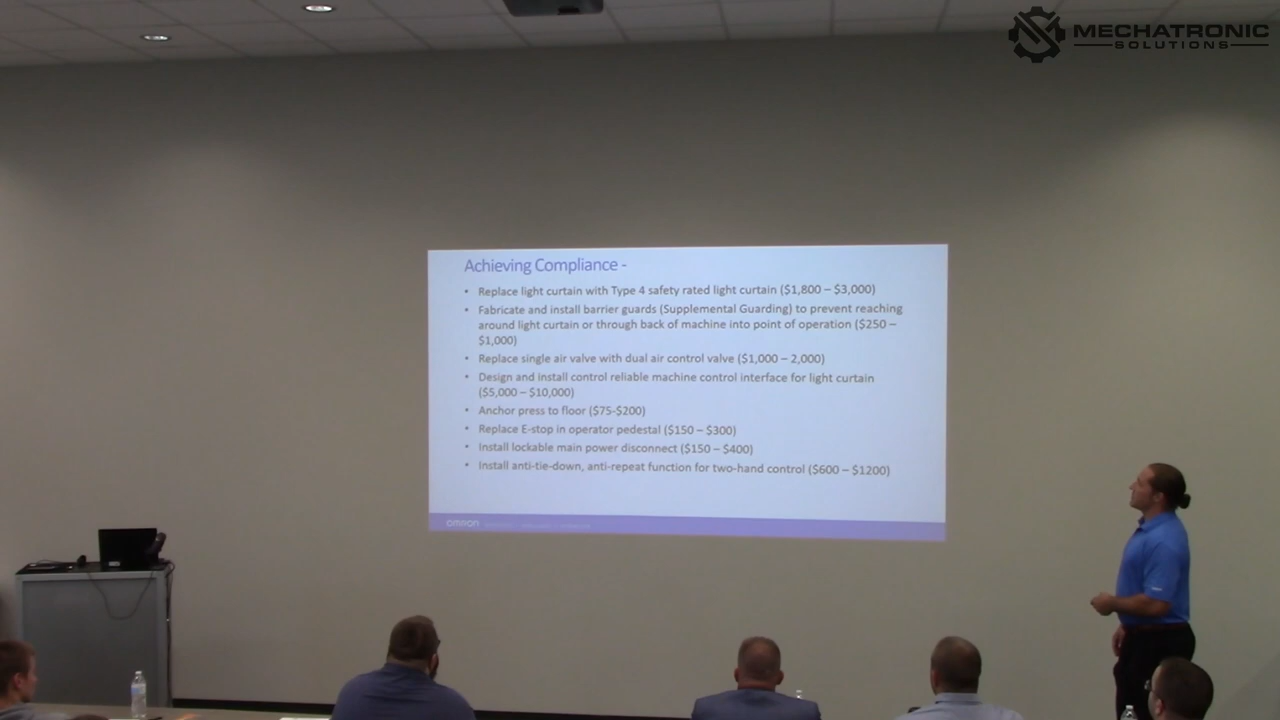 MECHATRONIC
SOLUTIONS
Achieving Compliance -
• Replace light curtain with Type 4 safety rated light curtain ($1,800 – $3,000)
• Fabricate and install barrier guards (Supplemental Guarding) to prevent reaching
around light curtain or through back of machine into point of operation ($250 –
$1,000)
• Replace single air valve with dual air control valve ($1,000 – 2,000)
• Design and install control reliable machine control interface for light curtain
($5,000 – $10,000)
• Anchor press to floor ($75-$200)
• Replace E-stop in operator pedestal ($150 – $300)
• Install lockable main power disconnect ($150 – $400)
• Install anti-tie-down, anti-repeat function for two-hand control ($600 – $1200)
OMRON